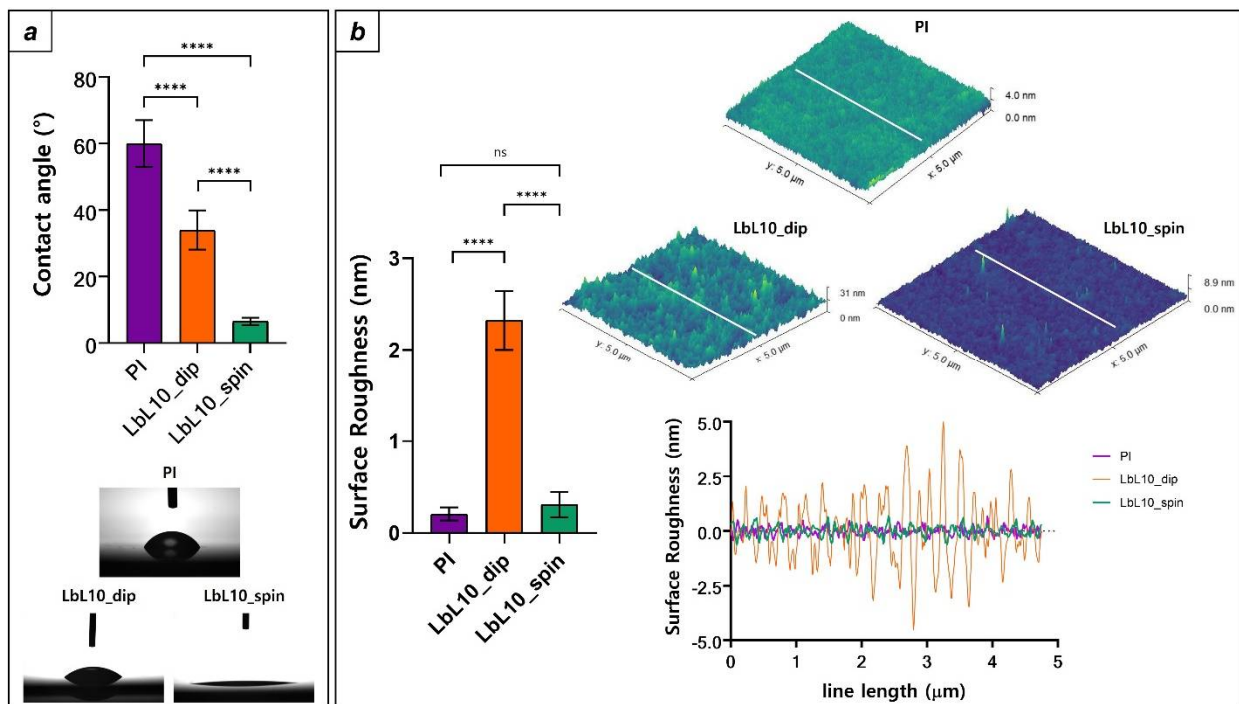 a
****
****
****
Contact angle (°)
80
60
40
20
0
PI
LbL10_dip
LbL10_spin
PI
LbL10_dip
LbL10_spin
b
ns
****
****
Surface Roughness (nm)
3
2
1
0
PI
LbL10_dip
LbL10_spin
PI
4.0 nm
0.0 nm
y: 5.0 µm
x: 5.0 µm
LbL10_dip
31 nm
0 nm
y: 5.0 µm
x: 5.0 µm
LbL10_spin
8.9 nm
0.0 nm
y: 5.0 µm
x: 5.0 µm
Surface Roughness (nm)
5.0
2.5
0.0
-2.5
-5.0
0 1 2 3 4 5
line length (µm)
PI
LbL10_dip
LbL10_spin